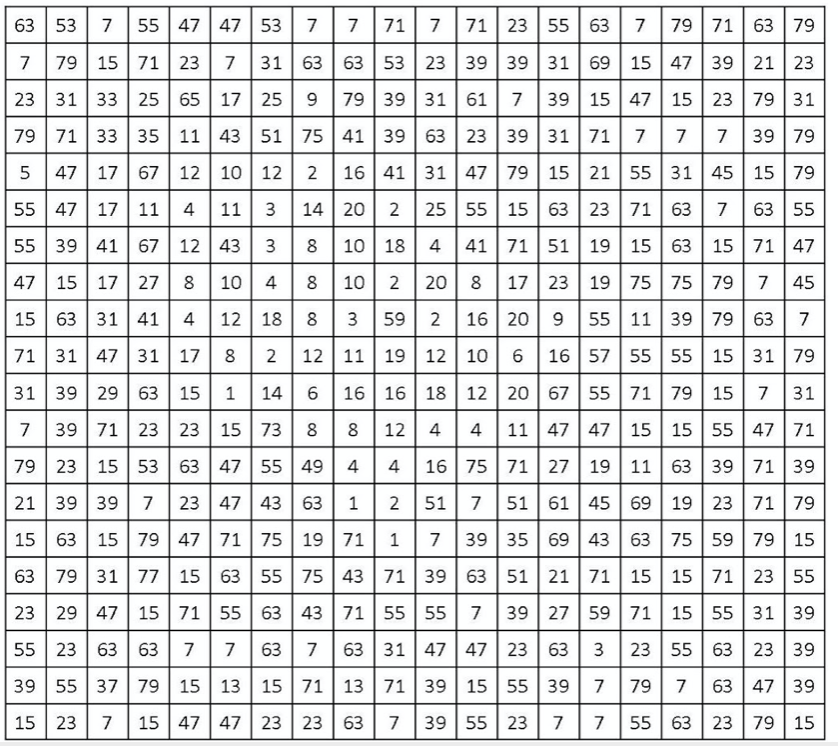 63 53 7 55 47 47 53 7 7 71 7 71 23 55 63 7 79 71 63 79
7 79 15 71 23 7 31 63 63 53 23 39 39 31 69 15 47 39 21 23
23 31 33 25 65 17 25 9 79 39 31 61 7 39 15 47 15 23 79 31
79 71 33 35 11 43 51 75 41 39 63 23 39 31 71 7 7 7 39 79
5 47 17 67 12 10 12 2 16 41 31 47 79 15 21 55 31 45 15 79
55 47 17 11 4 11 3 14 20 2 25 55 15 63 23 71 63 7 63 55
55 39 41 67 12 43 3 8 10 18 4 41 71 51 19 15 63 15 71 47
47 15 17 27 8 10 4 8 10 2 20 8 17 23 19 75 75 79 7 45
15 63 31 41 4 12 18 8 3 59 2 16 20 9 55 11 39 79 63 7
71 31 47 31 17 8 2 12 11 19 12 10 6 16 57 55 55 15 31 79
31 39 29 63 15 1 14 6 16 16 18 12 20 67 55 71 79 15 7 31
7 39 71 23 23 15 73 8 8 12 4 4 11 47 47 15 15 55 47 71
79 23 15 53 63 47 55 49 4 4 16 75 71 27 19 11 63 39 71 39
21 39 39 7 23 47 43 63 1 2 51 7 51 61 45 69 19 23 71 79
15 63 15 79 47 71 75 19 71 1 7 39 35 69 43 63 75 59 79 15
63 79 31 77 15 63 55 75 43 71 39 63 51 21 71 15 15 71 23 55
23 29 47 15 71 55 63 43 71 55 55 7 39 27 59 71 15 55 31 39
55 23 63 63 7 7 63 7 63 31 47 47 23 63 3 23 55 63 23 39
39 55 37 79 15 13 15 71 13 71 39 15 55 39 7 79 7 63 47 39
15 23 7 15 47 47 23 23 63 7 39 55 23 7 7 55 63 23 79 15